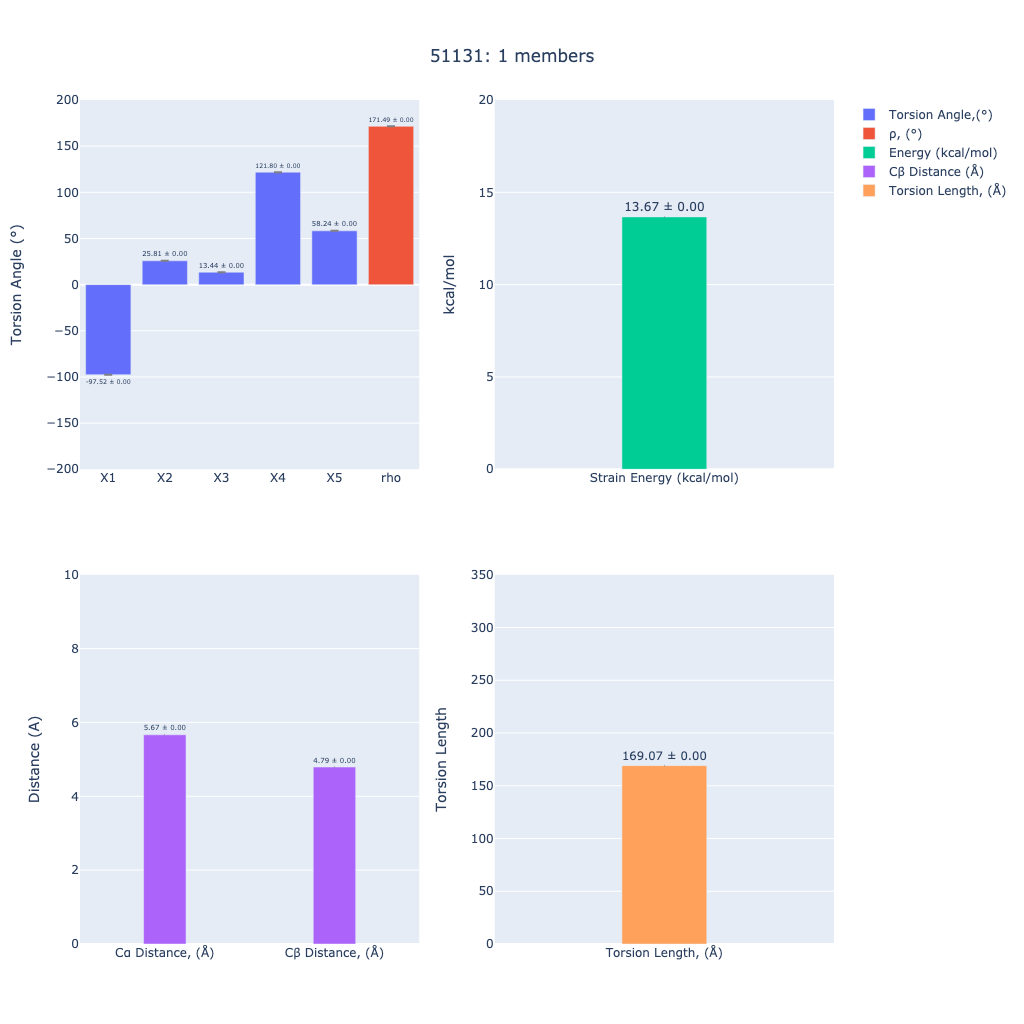 51131: 1 members
Torsion Angle (°)
200
150
100
50
0
−50
−100
−150
−200
-97.52 ± 0.00
25.81 ± 0.00
13.44 ± 0.00
121.80 ± 0.00
58.24 ± 0.00
171.49 ± 0.00
X1 X2 X3 X4 X5 rho
kcal/mol
20
15
10
5
0
13.67 ± 0.00
Strain Energy (kcal/mol)
Torsion Angle,(°)
ρ, (°)
Energy (kcal/mol)
Cβ Distance (Å)
Torsion Length, (Å)
Distance (A)
10
8
6
4
2
0
5.67 ± 0.00
4.79 ± 0.00
Cα Distance, (Å) Cβ Distance, (Å)
Torsion Length
350
300
250
200
150
100
50
0
169.07 ± 0.00
Torsion Length, (Å)